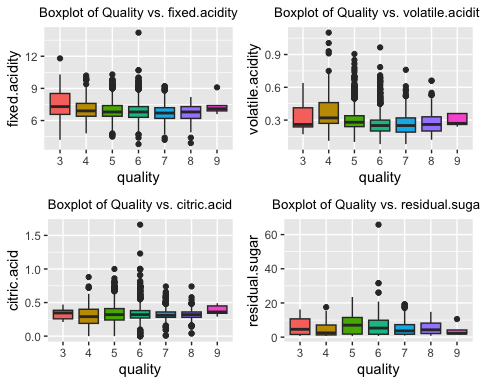 Boxplot of Quality vs. fixed.acidity
fixed.acidity
12
9
6
3 4 5 6 7 8 9
quality
Boxplot of Quality vs. volatile.acidit
volatile.acidity
0.9
0.6
0.3
3 4 5 6 7 8 9
quality
Boxplot of Quality vs. citric.acid
citric.acid
1.5
1.0
0.5
0.0
3 4 5 6 7 8 9
quality
Boxplot of Quality vs. residual.suga
residual.sugar
60
40
20
0
3 4 5 6 7 8 9
quality